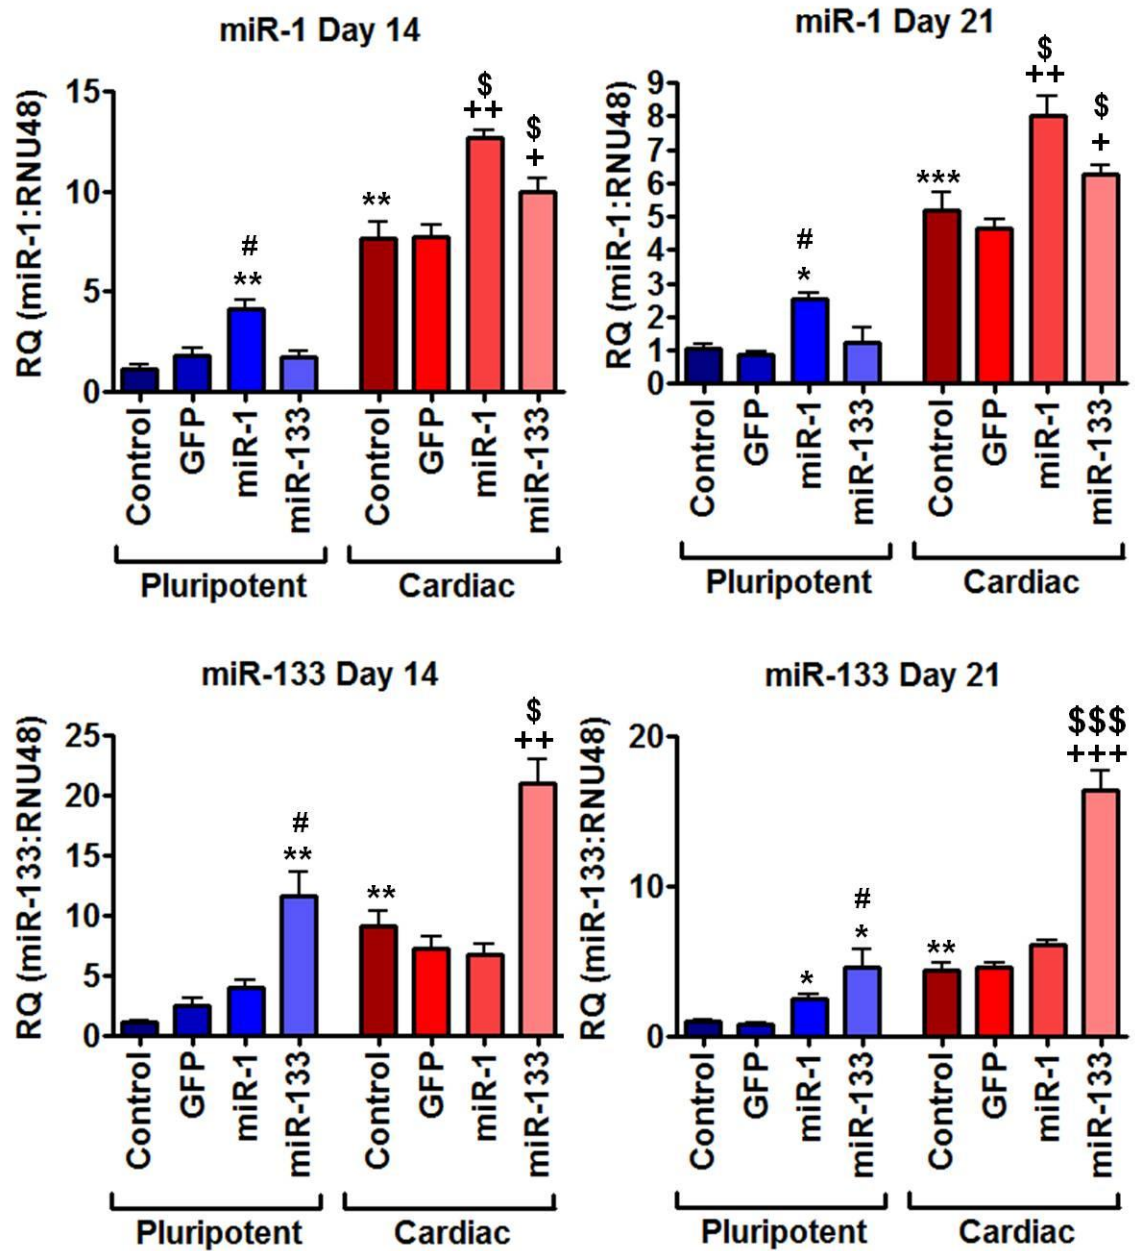 miR-1 Day 14
RQ (miR-1:RNU48)
15
10
5
0
#
**
**
$
++
$
+
Control
GFP
miR-1
miR-133
Control
GFP
miR-1
miR-133
Pluripotent
Cardiac
miR-1 Day 21
RQ (miR-1:RNU48)
9
8
7
6
5
4
3
2
1
0
#
*
***
$
++
$
+
Control
GFP
miR-1
miR-133
Control
GFP
miR-1
miR-133
Pluripotent
Cardiac
miR-133 Day 14
RQ (miR-133:RNU48)
25
20
15
10
5
0
#
**
**
$
++
Control
GFP
miR-1
miR-133
Control
GFP
miR-1
miR-133
Pluripotent
Cardiac
miR-133 Day 21
RQ (miR-133:RNU48)
20
10
0
*
#
*
**
$$$
+++
Control
GFP
miR-1
miR-133
Control
GFP
miR-1
miR-133
Pluripotent
Cardiac